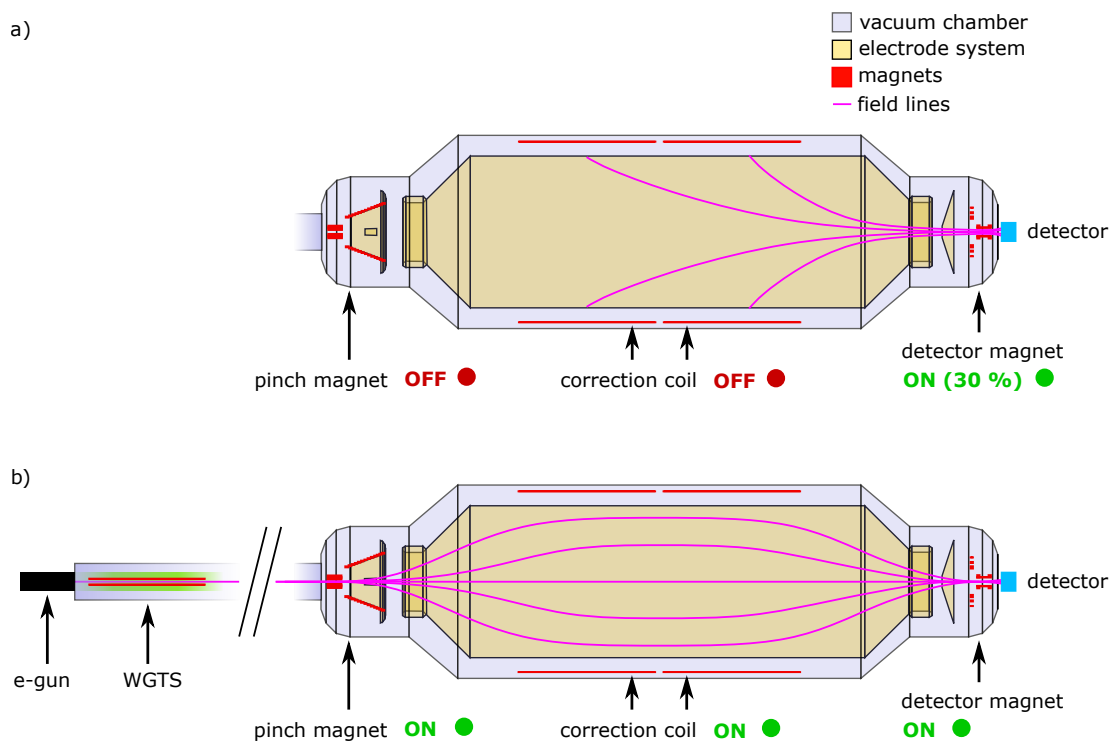 a)
vacuum chamber
electrode system
magnets
field lines
detector
pinch magnet OFF
correction coil OFF
detector magnet
ON (30 %)
b)
detector
e-gun
WGTS
pinch magnet ON
correction coil ON
detector magnet
ON